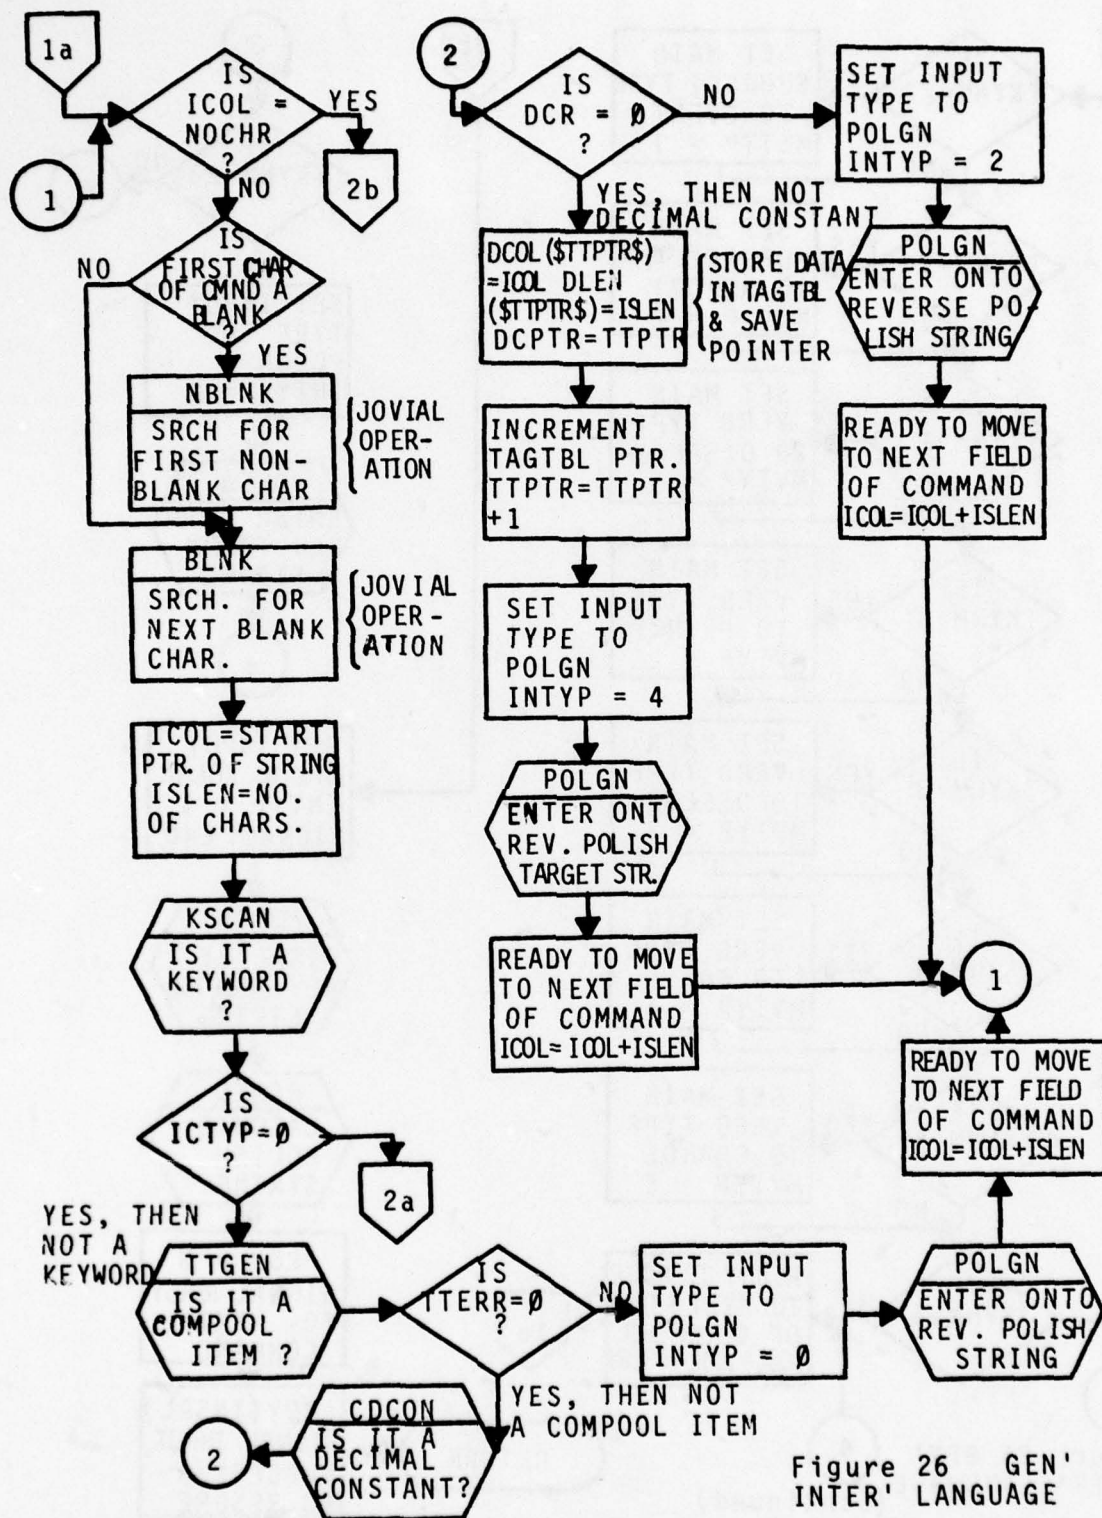 1a
IS
ICOL =
NOCHR
?
YES
2b
1
NO
IS
FIRST CHAR
OF CMND A
BLANK
?
NO
YES
NBLNK
SRCH FOR
FIRST NON-
BLANK CHAR
JOVIAL
OPER-
ATION
BLNK
SRCH. FOR
NEXT BLANK
CHAR.
JOVIAL
OPER-
ATION
ICOL=START
PTR. OF STRING
ISLEN=NO.
OF CHARS.
KSCAN
IS IT A
KEYWORD
?
IS
ICTYP=Ø
?
2a
YES, THEN
NOT A
KEYWORD
TTGEN
IS IT A
COMPOOL
ITEM ?
IS
TTERR=Ø
?
NO
SET INPUT
TYPE TO
POLGN
INTYP = Ø
POLGN
ENTER ONTO
REV. POLISH
STRING
READY TO MOVE
TO NEXT FIELD
OF COMMAND
ICOL=ICOL+ISLEN
1
YES, THEN NOT
A COMPOOL ITEM
CDCON
IS IT A
DECIMAL
CONSTANT?
2
2
IS
DCR = Ø
?
NO
SET INPUT
TYPE TO
POLGN
INTYP = 2
POLGN
ENTER ONTO
REVERSE PO-
LISH STRING
READY TO MOVE
TO NEXT FIELD
OF COMMAND
ICOL=ICOL+ISLEN
YES, THEN NOT
DECIMAL CONSTANT
DCOL($TTPTR$)
=ICOL DLEN
($TTPTR$)=ISLEN
DCPTR=TTPTR
STORE DATA
IN TAGTBL
& SAVE
POINTER
INCREMENT
TAGTBL PTR.
TTPTR=TTPTR
+1
SET INPUT
TYPE TO
POLGN
INTYP = 4
POLGN
ENTER ONTO
REV. POLISH
TARGET STR.
READY TO MOVE
TO NEXT FIELD
OF COMMAND
ICOL=ICOL+ISLEN
Figure 26 GEN'
INTER' LANGUAGE